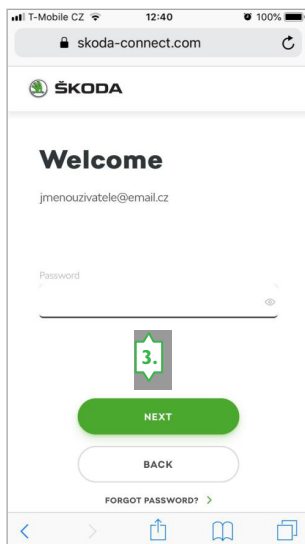 T-Mobile CZ 12:40 100%
skoda-connect.com
ŠKODA
Welcome
jmenouzivatele@email.cz
Password
3.
NEXT
BACK
FORGOT PASSWORD?